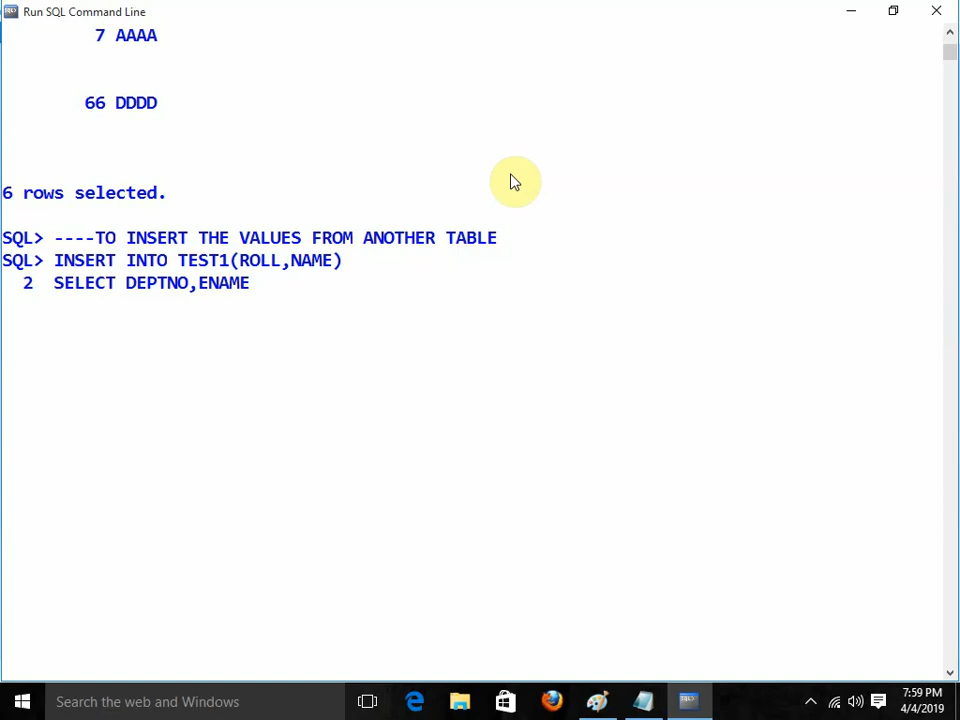 Run SQL Command Line
7 AAAA
66 DDDD
6 rows selected.
SQL> ----TO INSERT THE VALUES FROM ANOTHER TABLE
SQL> INSERT INTO TEST1(ROLL,NAME)
2 SELECT DEPTNO,ENAME
Search the web and Windows
7:59 PM
4/4/2019